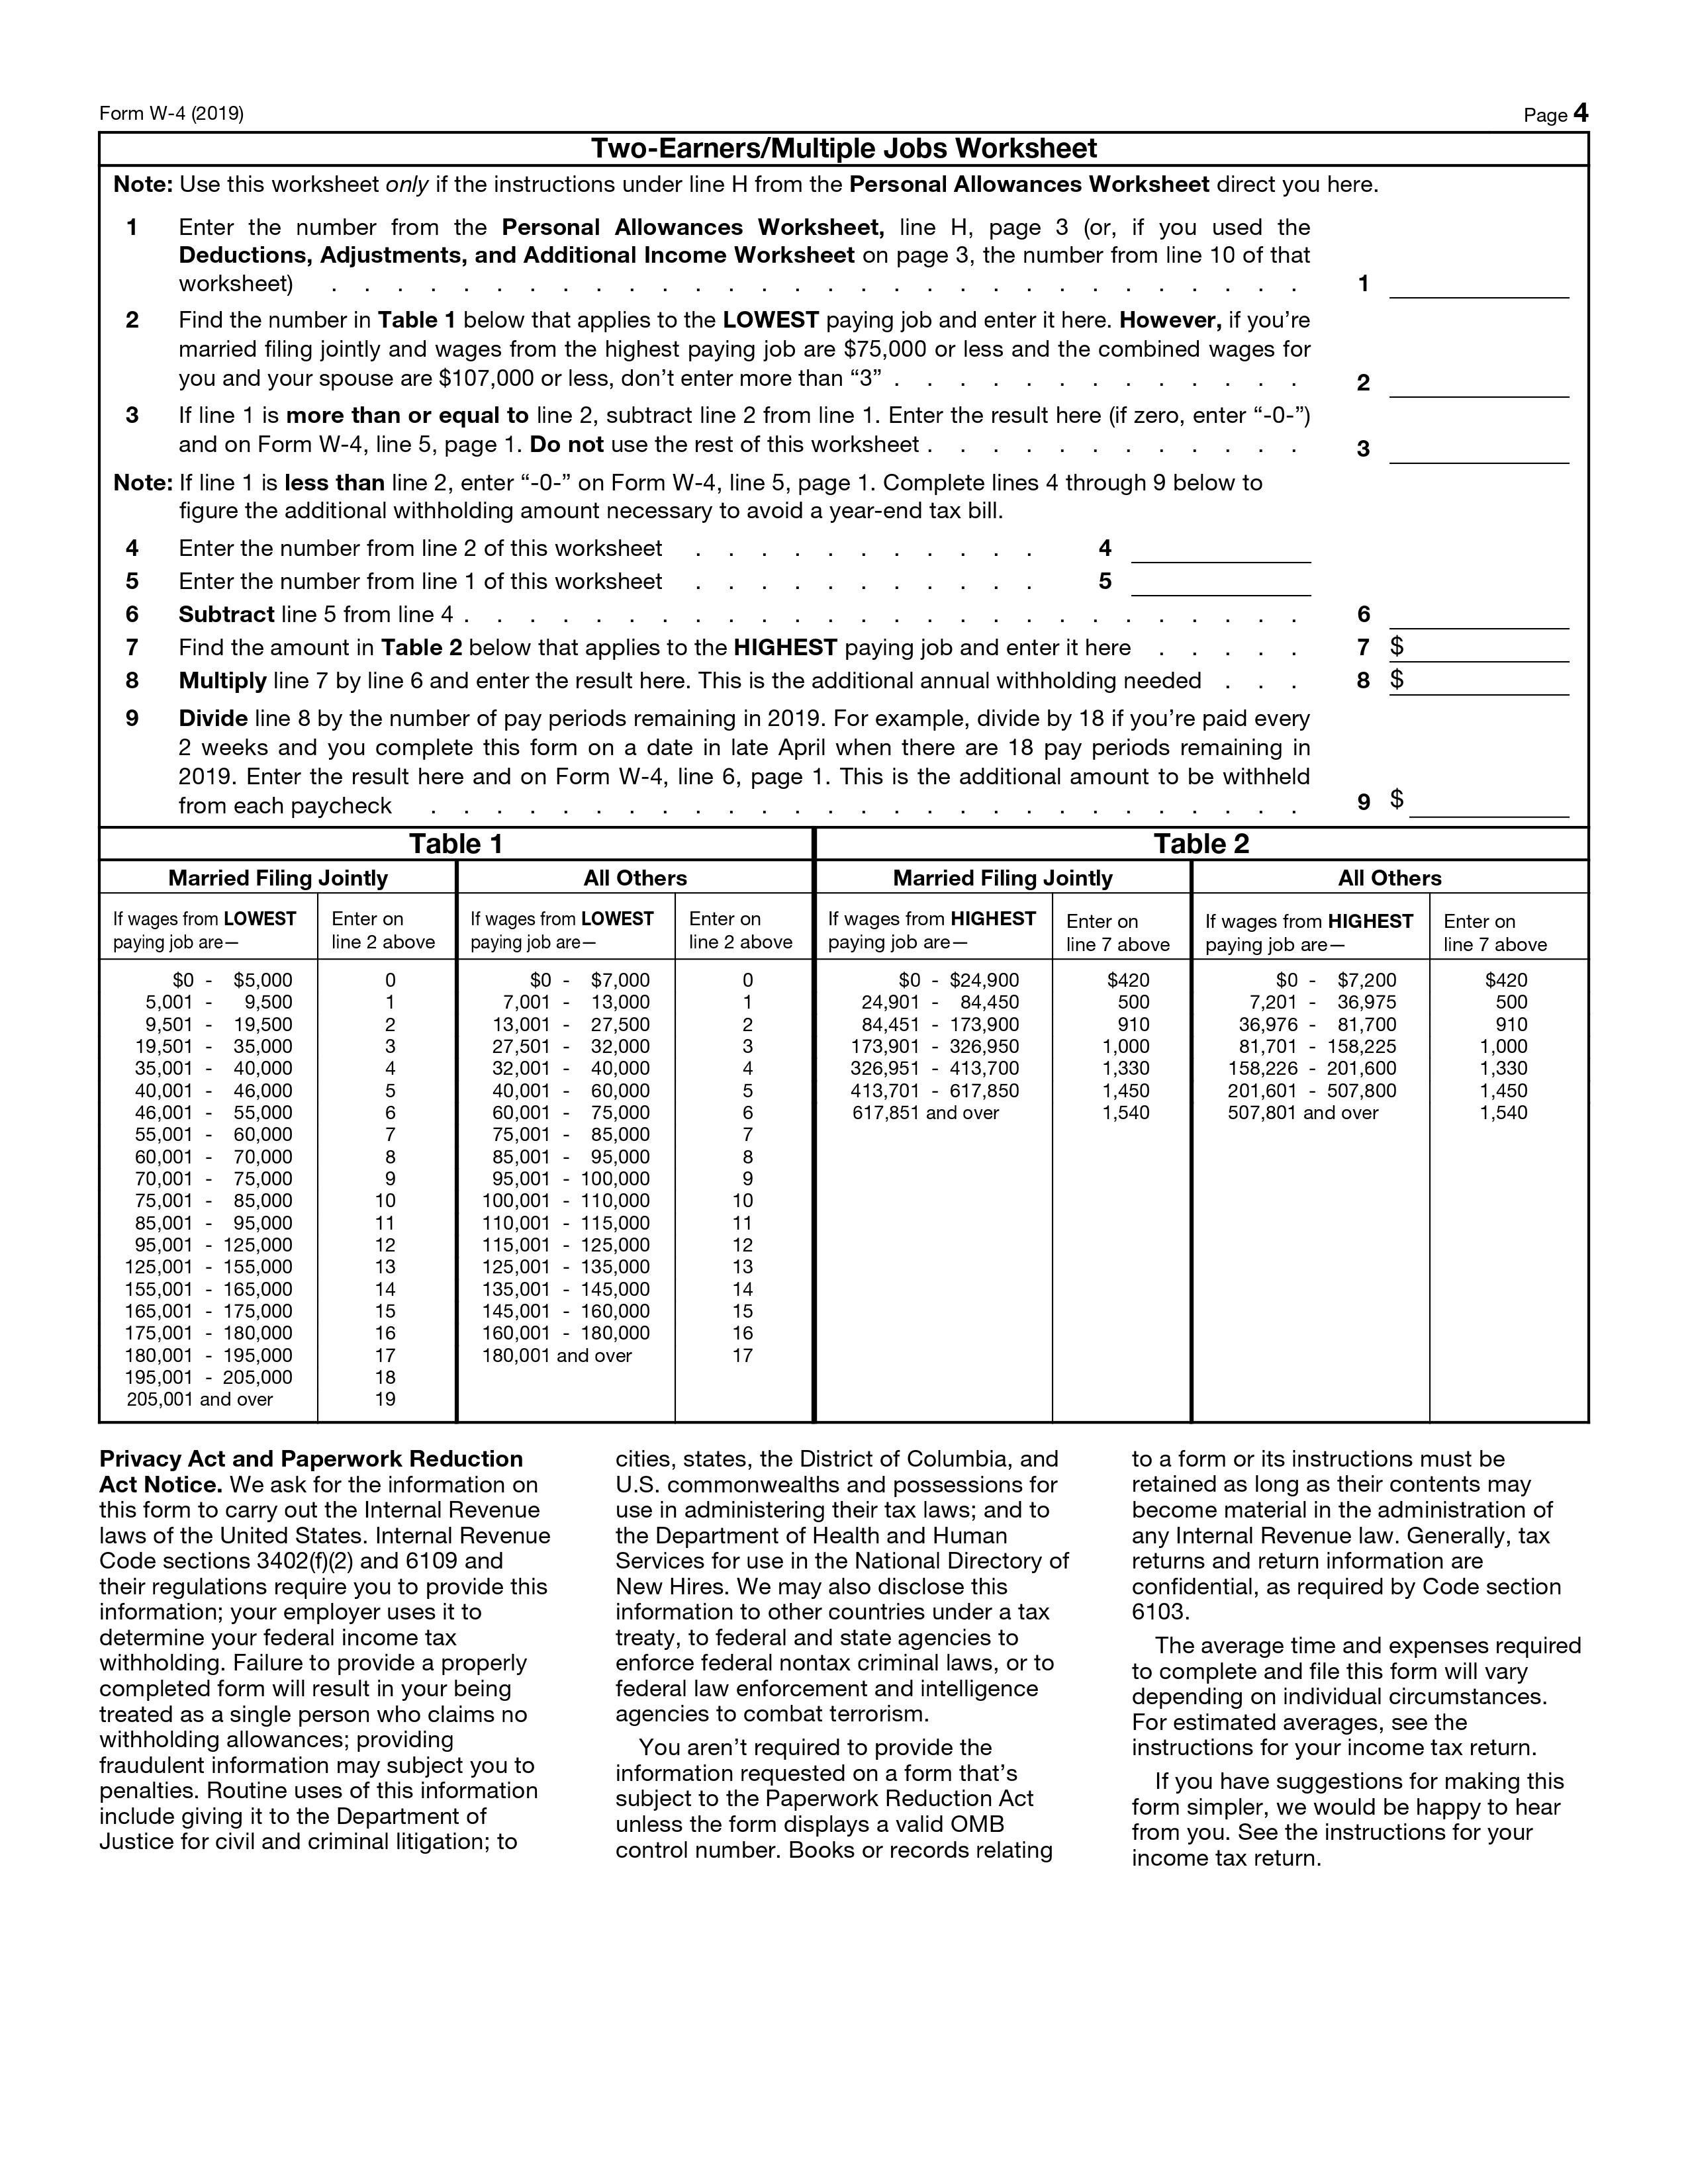 Form W-4 (2019)
Page 4
Two-Earners/Multiple Jobs Worksheet
Note: Use this worksheet only if the instructions under line H from the Personal Allowances Worksheet direct you here.
1 Enter the number from the Personal Allowances Worksheet, line H, page 3 (or, if you used the
Deductions, Adjustments, and Additional Income Worksheet on page 3, the number from line 10 of that
worksheet) . . . . . . . . . . . . . . . . . . . . . . . . . . . . . . 1
2 Find the number in Table 1 below that applies to the LOWEST paying job and enter it here. However, if you’re
married filing jointly and wages from the highest paying job are $75,000 or less and the combined wages for
you and your spouse are $107,000 or less, don’t enter more than “3” . . . . . . . . . . . . . 2
3 If line 1 is more than or equal to line 2, subtract line 2 from line 1. Enter the result here (if zero, enter “-0-”)
and on Form W-4, line 5, page 1. Do not use the rest of this worksheet . . . . . . . . . . . . 3
Note: If line 1 is less than line 2, enter “-0-” on Form W-4, line 5, page 1. Complete lines 4 through 9 below to
figure the additional withholding amount necessary to avoid a year-end tax bill.
4 Enter the number from line 2 of this worksheet . . . . . . . . . . . 4
5 Enter the number from line 1 of this worksheet . . . . . . . . . . . 5
6 Subtract line 5 from line 4 . . . . . . . . . . . . . . . . . . . . . . . . . . 6
7 Find the amount in Table 2 below that applies to the HIGHEST paying job and enter it here . . . . . 7 $
8 Multiply line 7 by line 6 and enter the result here. This is the additional annual withholding needed . . . 8 $
9 Divide line 8 by the number of pay periods remaining in 2019. For example, divide by 18 if you’re paid every
2 weeks and you complete this form on a date in late April when there are 18 pay periods remaining in
2019. Enter the result here and on Form W-4, line 6, page 1. This is the additional amount to be withheld
from each paycheck . . . . . . . . . . . . . . . . . . . . . . . . . . . 9 $
Table 1
Married Filing Jointly
All Others
If wages from LOWEST
paying job are—
Enter on
line 2 above
If wages from LOWEST
paying job are—
Enter on
line 2 above
$0 - $5,000 0
5,001 - 9,500 1
9,501 - 19,500 2
19,501 - 35,000 3
35,001 - 40,000 4
40,001 - 46,000 5
46,001 - 55,000 6
55,001 - 60,000 7
60,001 - 70,000 8
70,001 - 75,000 9
75,001 - 85,000 10
85,001 - 95,000 11
95,001 - 125,000 12
125,001 - 155,000 13
155,001 - 165,000 14
165,001 - 175,000 15
175,001 - 180,000 16
180,001 - 195,000 17
195,001 - 205,000 18
205,001 and over 19
$0 - $7,000 0
7,001 - 13,000 1
13,001 - 27,500 2
27,501 - 32,000 3
32,001 - 40,000 4
40,001 - 60,000 5
60,001 - 75,000 6
75,001 - 85,000 7
85,001 - 95,000 8
95,001 - 100,000 9
100,001 - 110,000 10
110,001 - 115,000 11
115,001 - 125,000 12
125,001 - 135,000 13
135,001 - 145,000 14
145,001 - 160,000 15
160,001 - 180,000 16
180,001 and over 17
Table 2
Married Filing Jointly
All Others
If wages from HIGHEST
paying job are—
Enter on
line 7 above
If wages from HIGHEST
paying job are—
Enter on
line 7 above
$0 - $24,900 $420
24,901 - 84,450 500
84,451 - 173,900 910
173,901 - 326,950 1,000
326,951 - 413,700 1,330
413,701 - 617,850 1,450
617,851 and over 1,540
$0 - $7,200 $420
7,201 - 36,975 500
36,976 - 81,700 910
81,701 - 158,225 1,000
158,226 - 201,600 1,330
201,601 - 507,800 1,450
507,801 and over 1,540
Privacy Act and Paperwork Reduction
Act Notice. We ask for the information on
this form to carry out the Internal Revenue
laws of the United States. Internal Revenue
Code sections 3402(f)(2) and 6109 and
their regulations require you to provide this
information; your employer uses it to
determine your federal income tax
withholding. Failure to provide a properly
completed form will result in your being
treated as a single person who claims no
withholding allowances; providing
fraudulent information may subject you to
penalties. Routine uses of this information
include giving it to the Department of
Justice for civil and criminal litigation; to
cities, states, the District of Columbia, and
U.S. commonwealths and possessions for
use in administering their tax laws; and to
the Department of Health and Human
Services for use in the National Directory of
New Hires. We may also disclose this
information to other countries under a tax
treaty, to federal and state agencies to
enforce federal nontax criminal laws, or to
federal law enforcement and intelligence
agencies to combat terrorism.
You aren’t required to provide the
information requested on a form that’s
subject to the Paperwork Reduction Act
unless the form displays a valid OMB
control number. Books or records relating
to a form or its instructions must be
retained as long as their contents may
become material in the administration of
any Internal Revenue law. Generally, tax
returns and return information are
confidential, as required by Code section
6103.
The average time and expenses required
to complete and file this form will vary
depending on individual circumstances.
For estimated averages, see the
instructions for your income tax return.
If you have suggestions for making this
form simpler, we would be happy to hear
from you. See the instructions for your
income tax return.